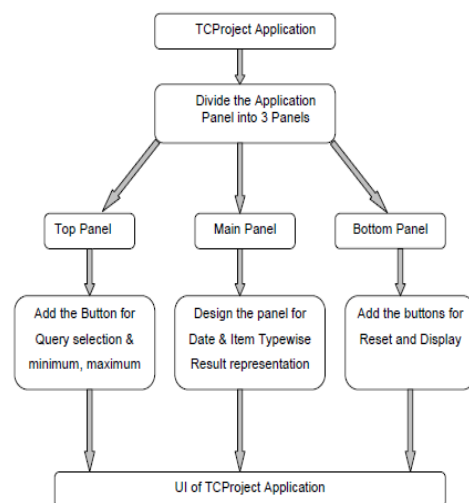 TCProject Application
Divide the Application
Panel into 3 Panels
Top Panel
Main Panel
Bottom Panel
Add the Button for
Query selection &
minimum, maximum
Design the panel for
Date & Item Typewise
Result representation
Add the buttons for
Reset and Display
UI of TCProject Application